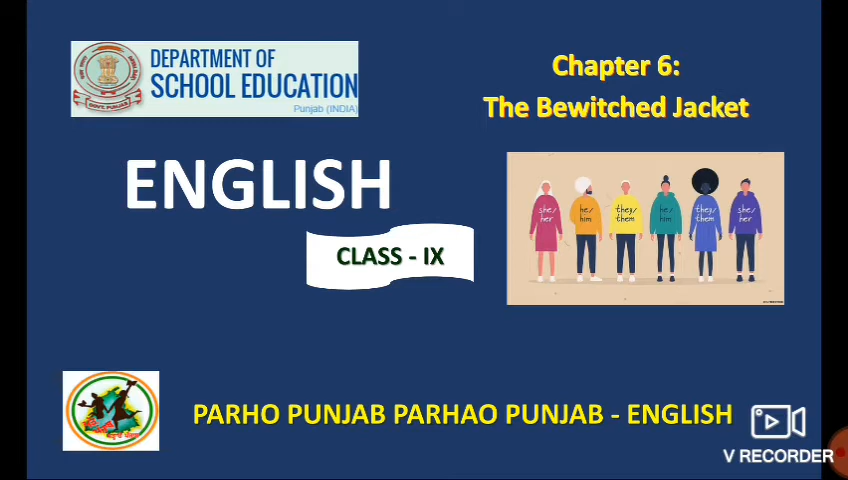 DEPARTMENT OF
SCHOOL EDUCATION
Punjab (INDIA)
Chapter 6:
The Bewitched Jacket
ENGLISH
CLASS - IX
she/
her
he/
him
they/
them
he/
him
they/
them
she/
her
PARHO PUNJAB PARHAO PUNJAB - ENGLISH
V RECORDER